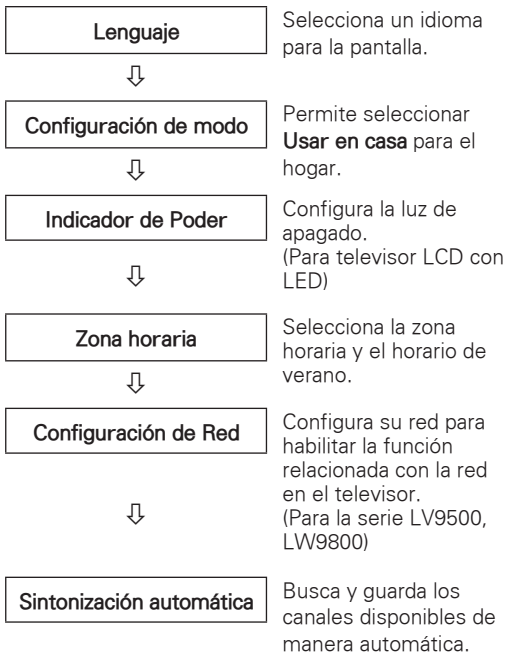 Lenguaje
Selecciona un idioma
para la pantalla.
Configuración de modo
Permite seleccionar
Usar en casa para el
hogar.
Indicador de Poder
Configura la luz de
apagado.
(Para televisor LCD con
LED)
Zona horaria
Selecciona la zona
horaria y el horario de
verano.
Configuración de Red
Configura su red para
habilitar la función
relacionada con la red
en el televisor.
(Para la serie LV9500,
LW9800)
Sintonización automática
Busca y guarda los
canales disponibles de
manera automática.